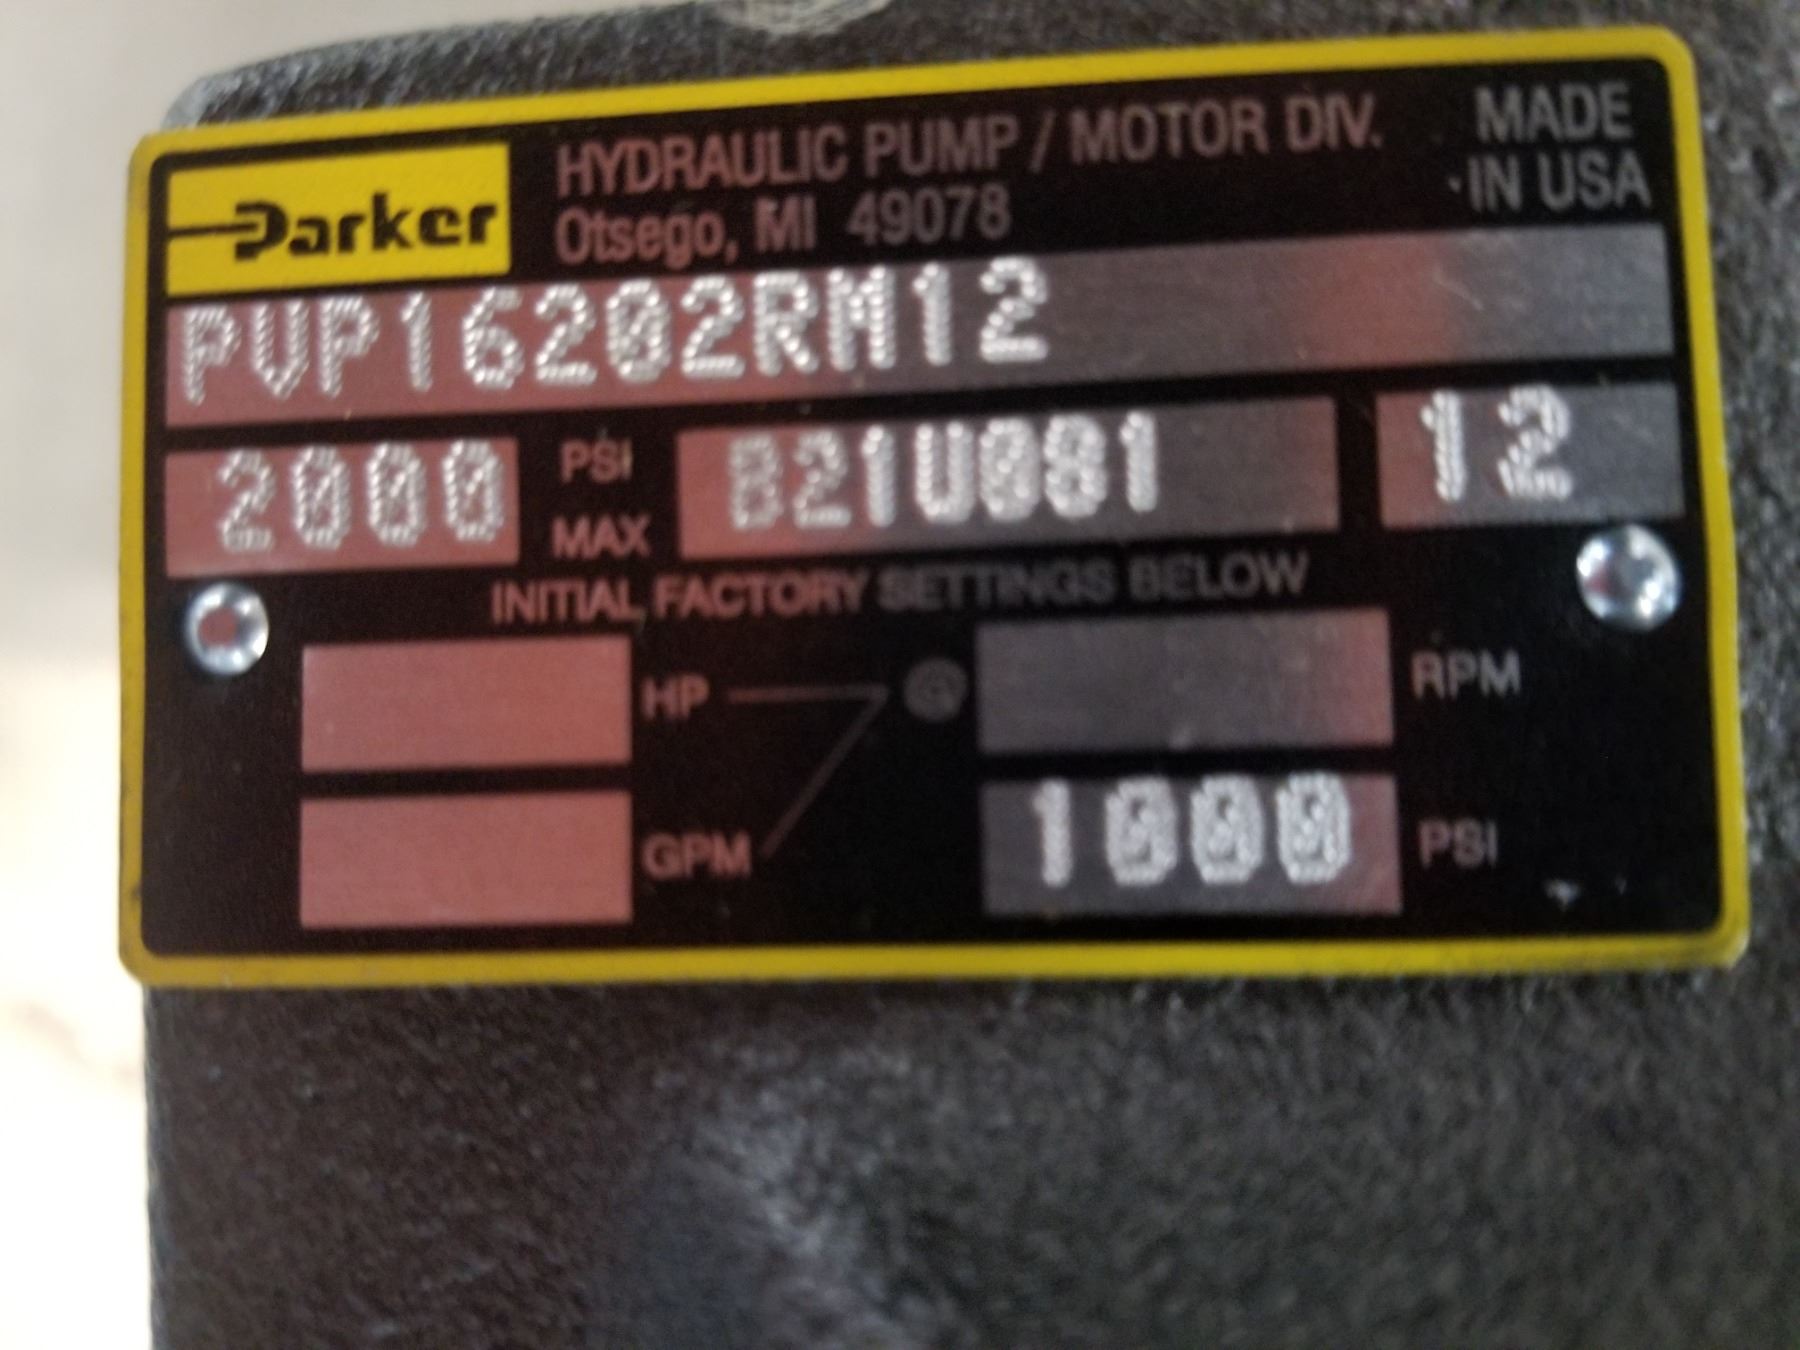 Parker
HYDRAULIC PUMP / MOTOR DIV.
Otsego, MI 49078
MADE
IN USA
PVP16202RM12
2000 PSI MAX B21U081 12
INITIAL FACTORY SETTINGS BELOW
HP @ RPM
GPM 1000 PSI